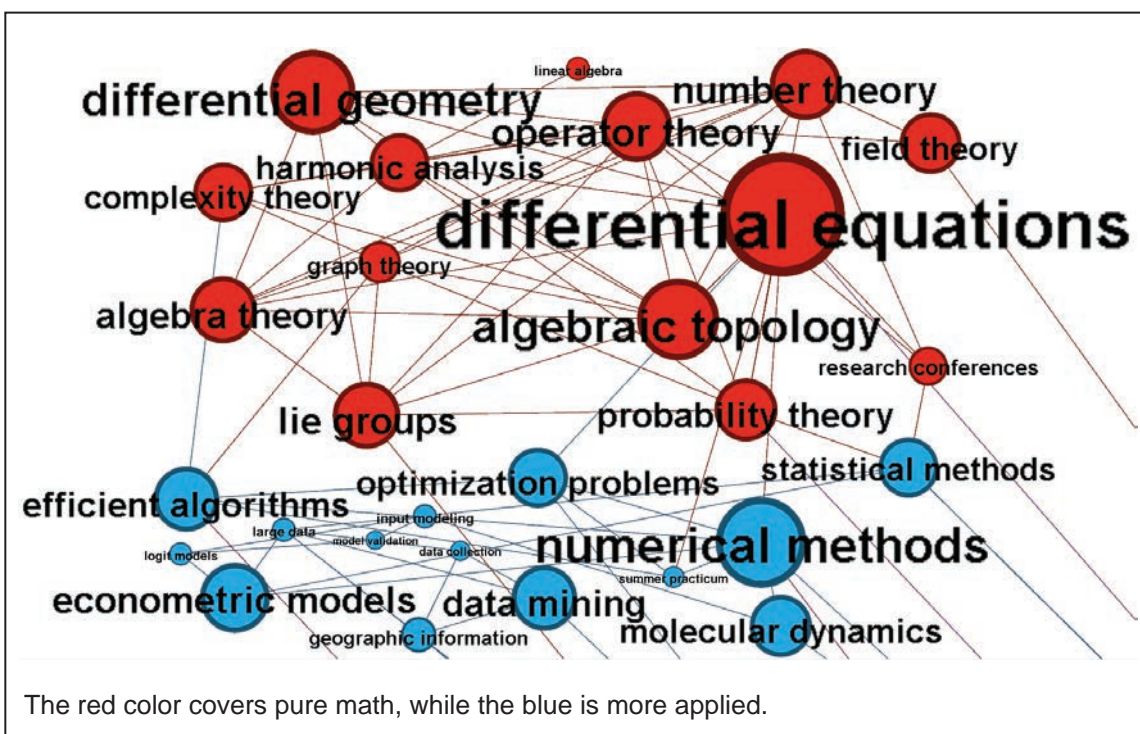 linear algebra
differential geometry
number theory
operator theory
field theory
harmonic analysis
complexity theory
differential equations
graph theory
algebra theory
algebraic topology
research conferences
lie groups
probability theory
statistical methods
optimization problems
efficient algorithms
input modeling
large data
model validation
data collection
numerical methods
logit models
summer practicum
econometric models
data mining
molecular dynamics
geographic information
The red color covers pure math, while the blue is more applied.